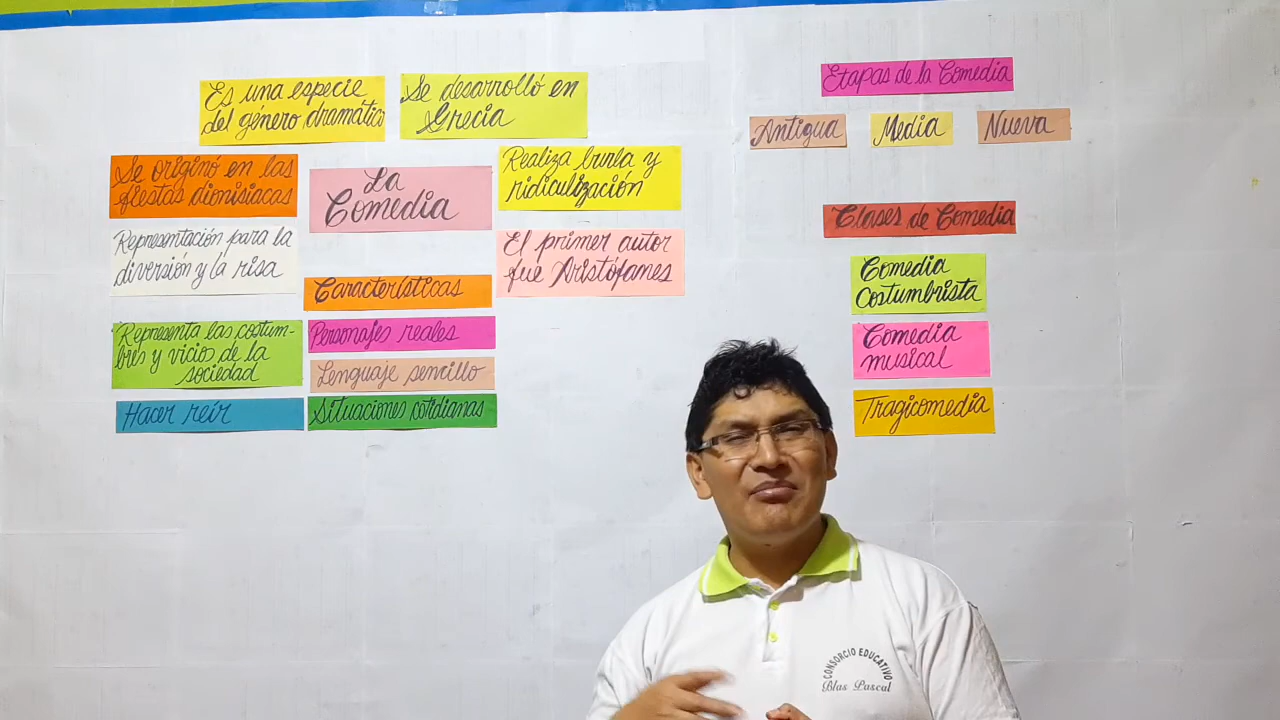 Es una especie
del género dramático
Se desarrolló en
Grecia
Se originó en las
fiestas dionisiacas
La
Comedia
Realiza burla y
ridiculización
Representación para la
diversión y la risa
El primer autor
fue Aristófanes
Características
Representa las costum-
bres y vicios de la
sociedad
Personajes reales
Lenguaje sencillo
Hacer reír
Situaciones cotidianas
Etapas de la Comedia
Antigua
Media
Nueva
Clases de Comedia
Comedia
Costumbrista
Comedia
musical
Tragicomedia
CONSORCIO EDUCATIVO
Blas Pascal